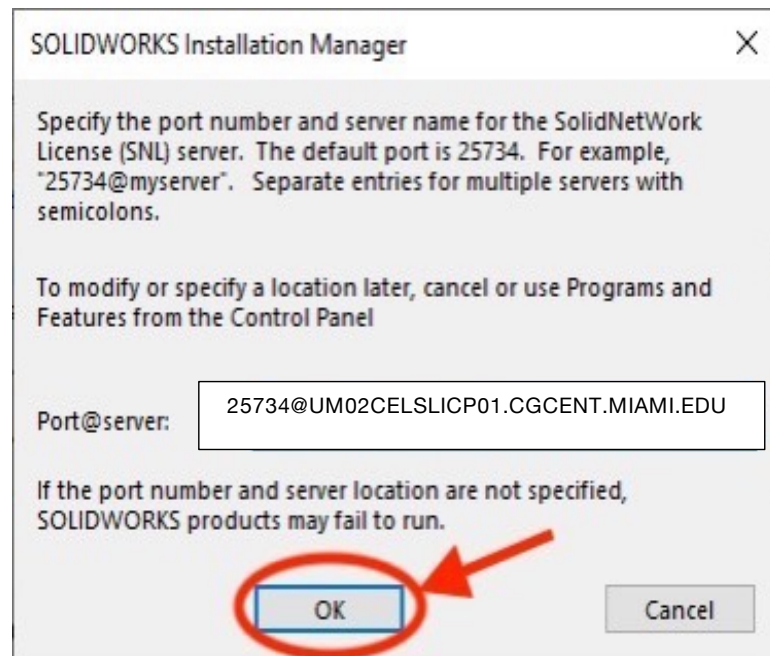 SOLIDWORKS Installation Manager
Specify the port number and server name for the SolidNetWork
License (SNL) server. The default port is 25734. For example,
"25734@myserver". Separate entries for multiple servers with
semicolons.
To modify or specify a location later, cancel or use Programs and
Features from the Control Panel
Port@server: 25734@UM02CELSLICP01.CGCENT.MIAMI.EDU
If the port number and server location are not specified,
SOLIDWORKS products may fail to run.
OK Cancel